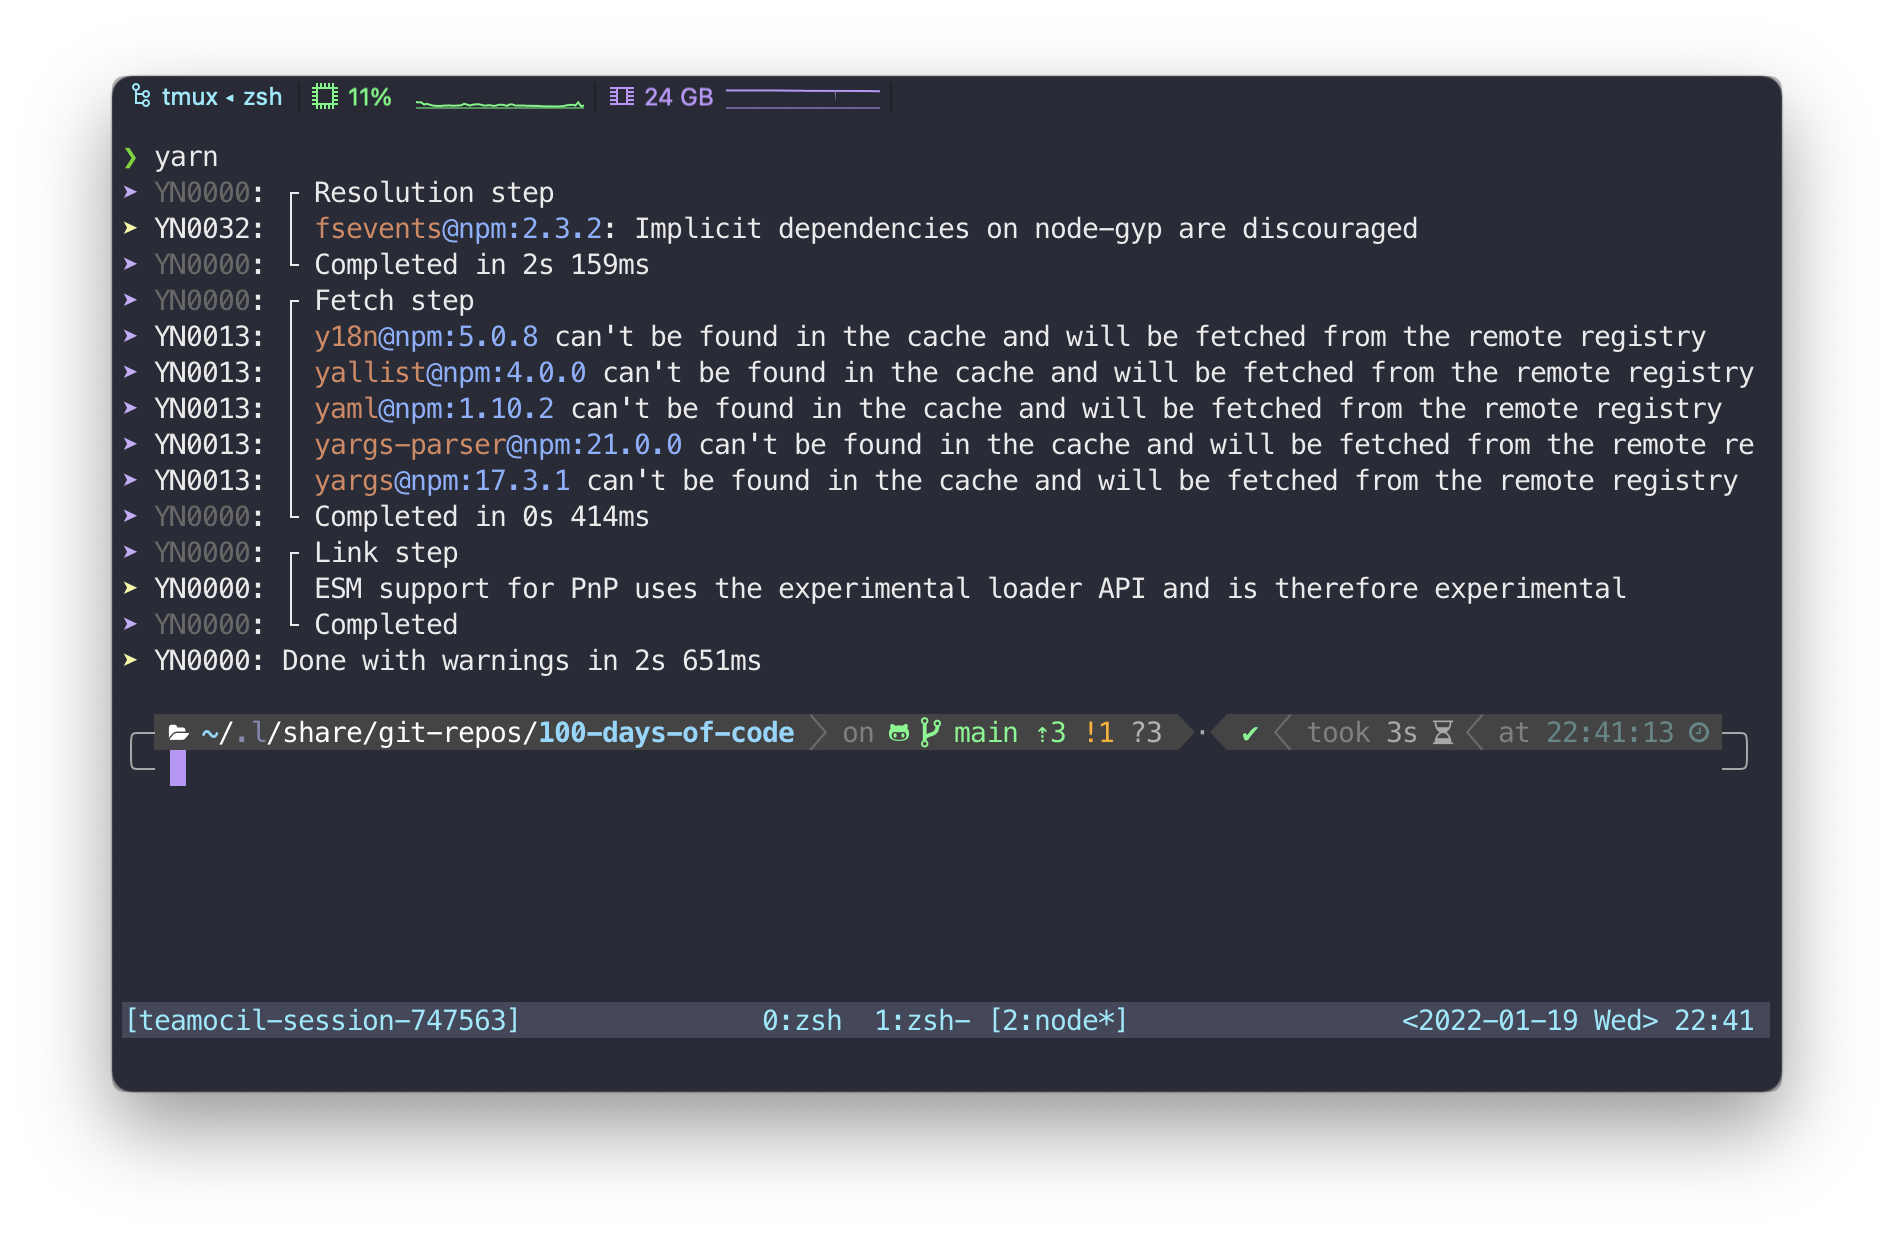 tmux ◂ zsh 11% 24 GB
❯ yarn
➤ YN0000: ┌ Resolution step
➤ YN0032: │ fsevents@npm:2.3.2: Implicit dependencies on node-gyp are discouraged
➤ YN0000: └ Completed in 2s 159ms
➤ YN0000: ┌ Fetch step
➤ YN0013: │ y18n@npm:5.0.8 can't be found in the cache and will be fetched from the remote registry
➤ YN0013: │ yallist@npm:4.0.0 can't be found in the cache and will be fetched from the remote registry
➤ YN0013: │ yaml@npm:1.10.2 can't be found in the cache and will be fetched from the remote registry
➤ YN0013: │ yargs-parser@npm:21.0.0 can't be found in the cache and will be fetched from the remote re
➤ YN0013: │ yargs@npm:17.3.1 can't be found in the cache and will be fetched from the remote registry
➤ YN0000: └ Completed in 0s 414ms
➤ YN0000: ┌ Link step
➤ YN0000: │ ESM support for PnP uses the experimental loader API and is therefore experimental
➤ YN0000: └ Completed
➤ YN0000: Done with warnings in 2s 651ms
~/.l/share/git-repos/100-days-of-code on main ⇡3 !1 ?3 · ✔ took 3s at 22:41:13
[teamocil-session-747563] 0:zsh 1:zsh- [2:node*] <2022-01-19 Wed> 22:41